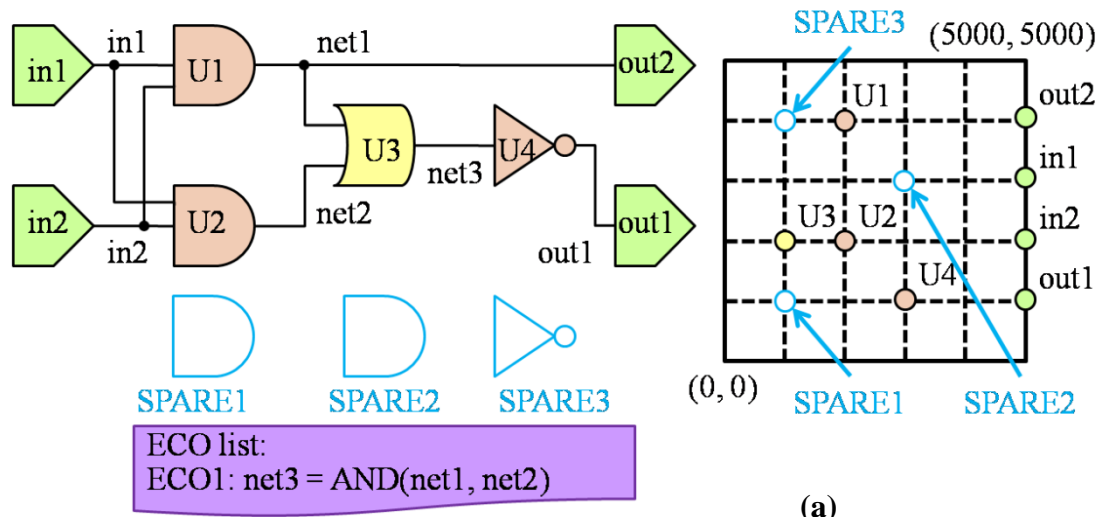 in1
in1
U1
net1
out2
U3
U4
net3
in2
in2
U2
net2
out1
out1
SPARE1
SPARE2
SPARE3
ECO list:
ECO1: net3 = AND(net1, net2)
SPARE3
(5000, 5000)
U1
out2
in1
U3
U2
in2
U4
out1
(0, 0)
SPARE1
SPARE2
(a)